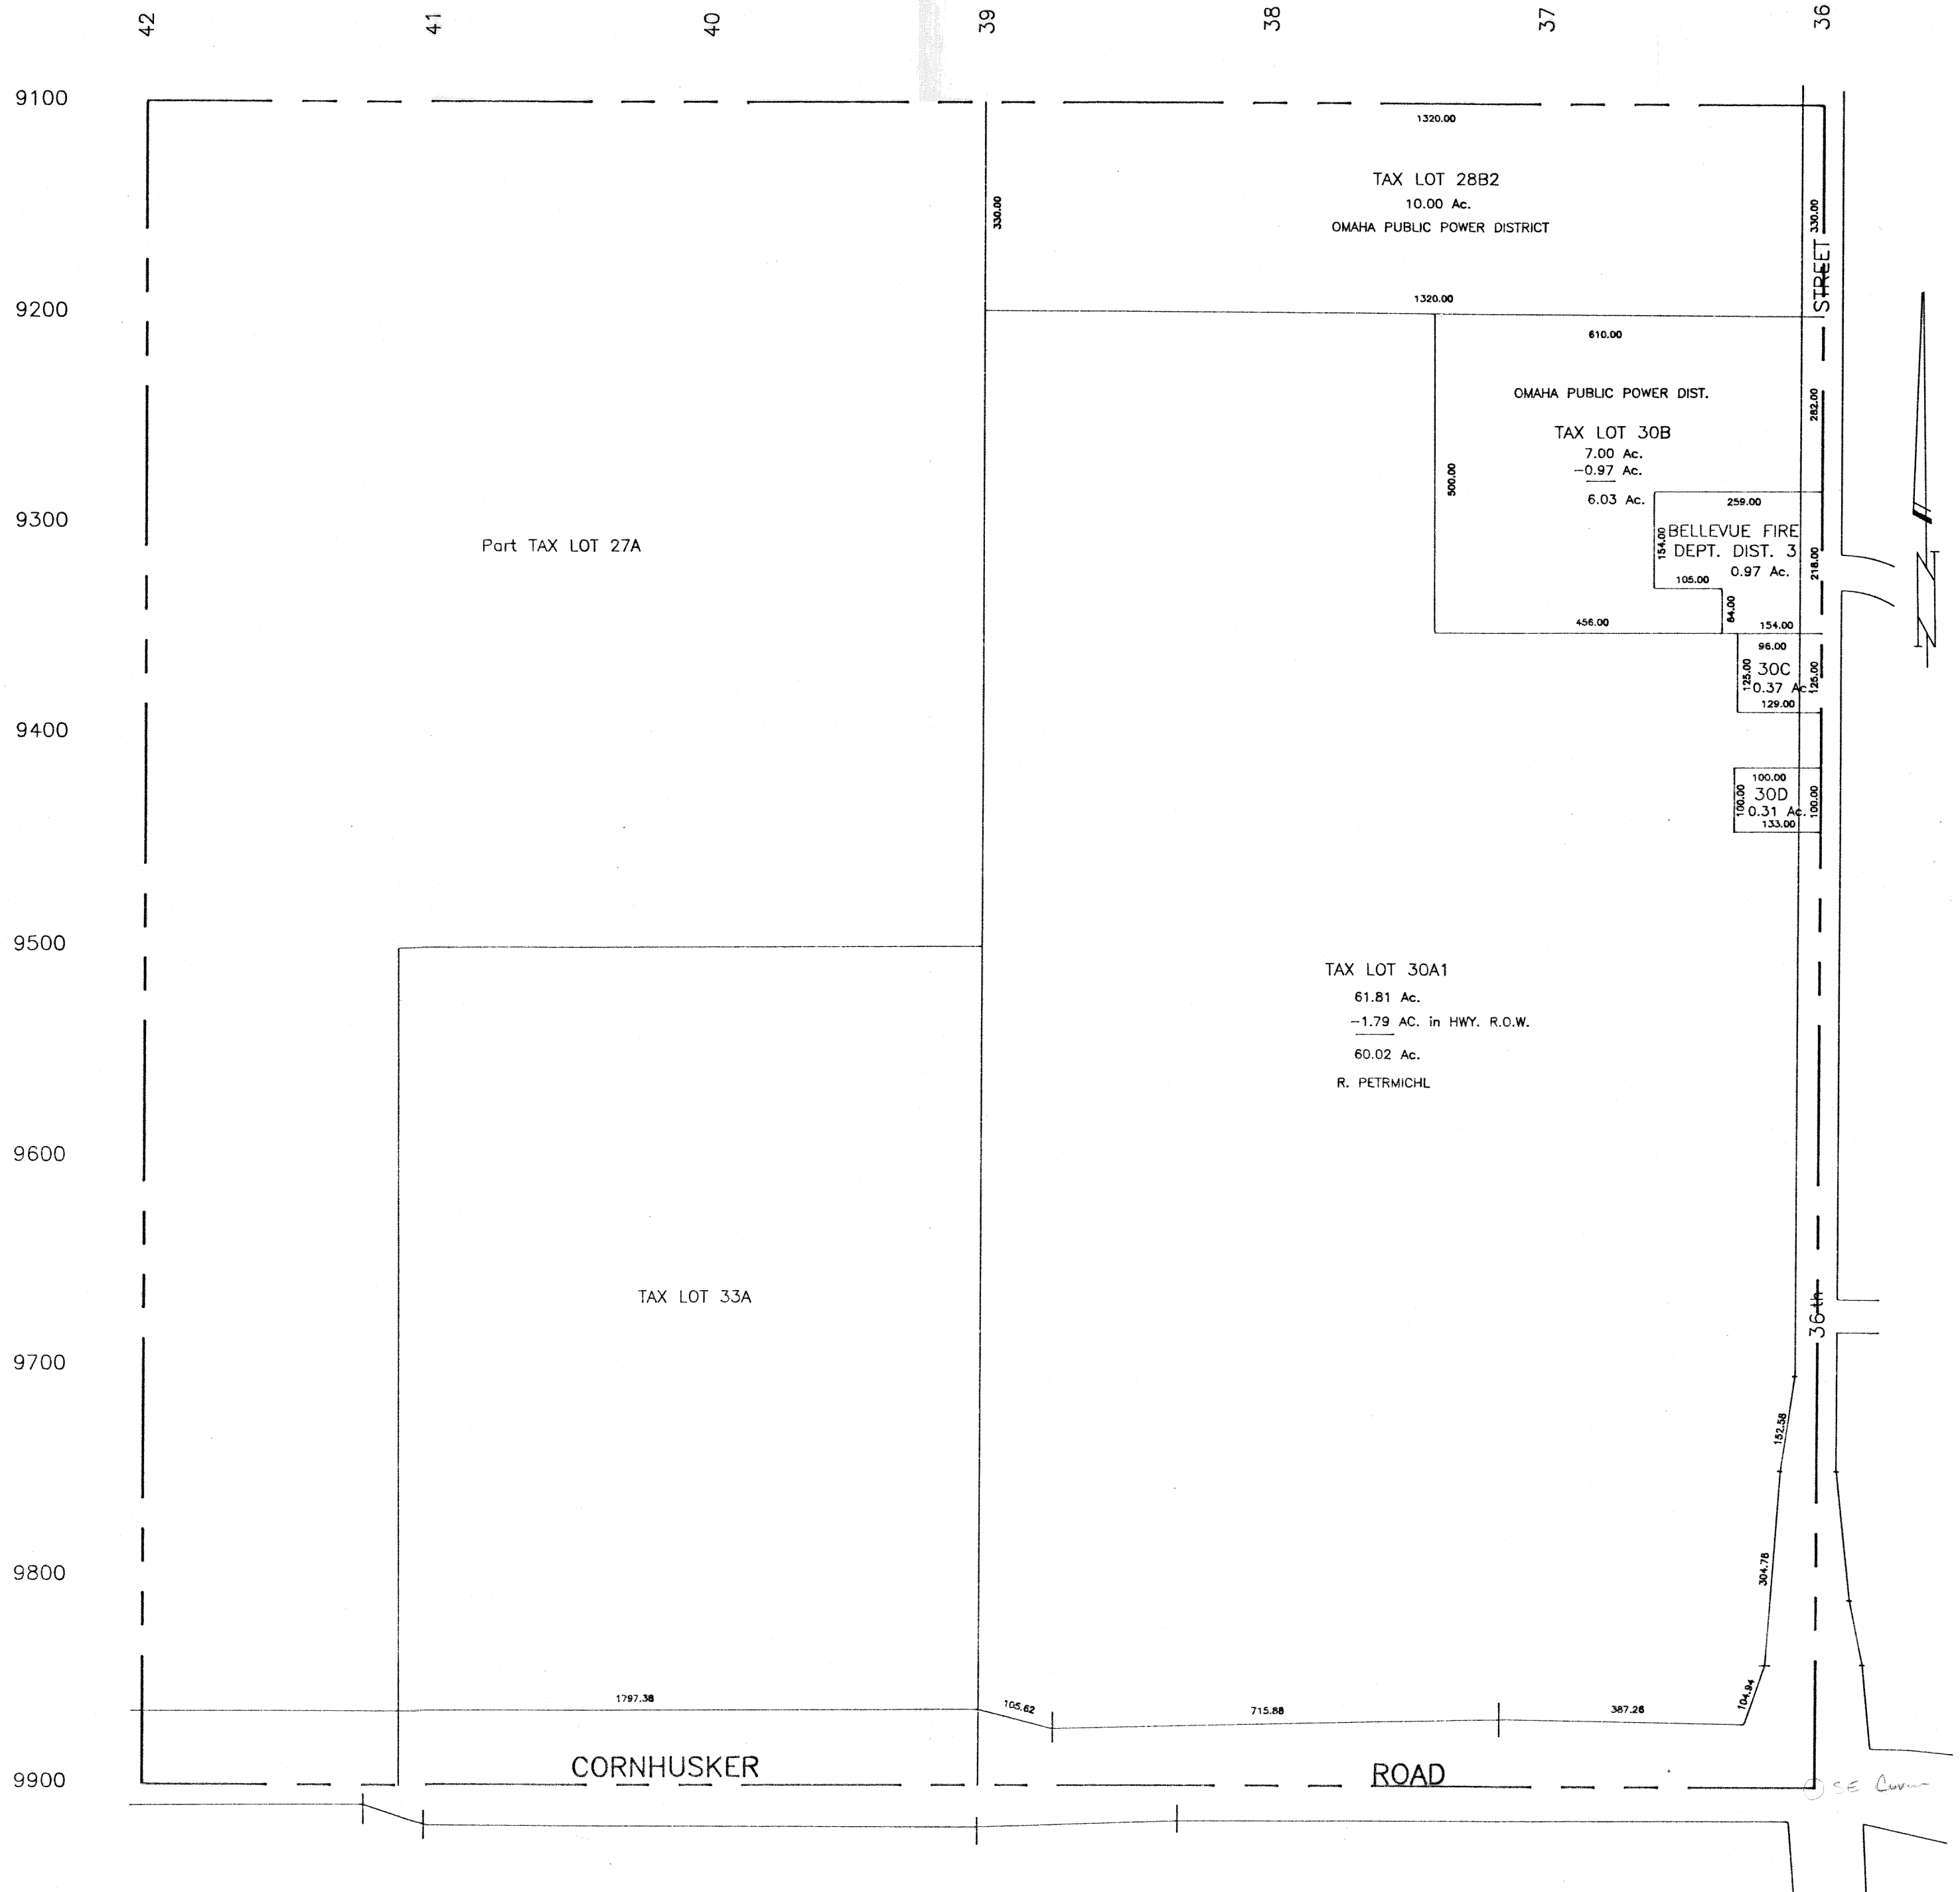 42
41
40
39
38
37
36
9100
1320.00
TAX LOT 28B2
10.00 Ac.
OMAHA PUBLIC POWER DISTRICT
330.00
330.00
STREET
9200
1320.00
610.00
OMAHA PUBLIC POWER DIST.
282.00
TAX LOT 30B
7.00 Ac.
-0.97 Ac.
6.03 Ac.
500.00
9300
259.00
BELLEVUE FIRE
DEPT. DIST. 3
0.97 Ac.
154.00
218.00
Part TAX LOT 27A
105.00
64.00
456.00
154.00
96.00
30C
0.37 Ac.
125.00
125.00
129.00
9400
100.00
30D
0.31 Ac.
100.00
100.00
133.00
N
9500
TAX LOT 30A1
61.81 Ac.
-1.79 AC. in HWY. R.O.W.
60.02 Ac.
R. PETRMICHL
9600
TAX LOT 33A
36th
9700
152.58
9800
304.78
1797.38
105.62
715.88
387.26
104.94
CORNHUSKER ROAD
9900
SE